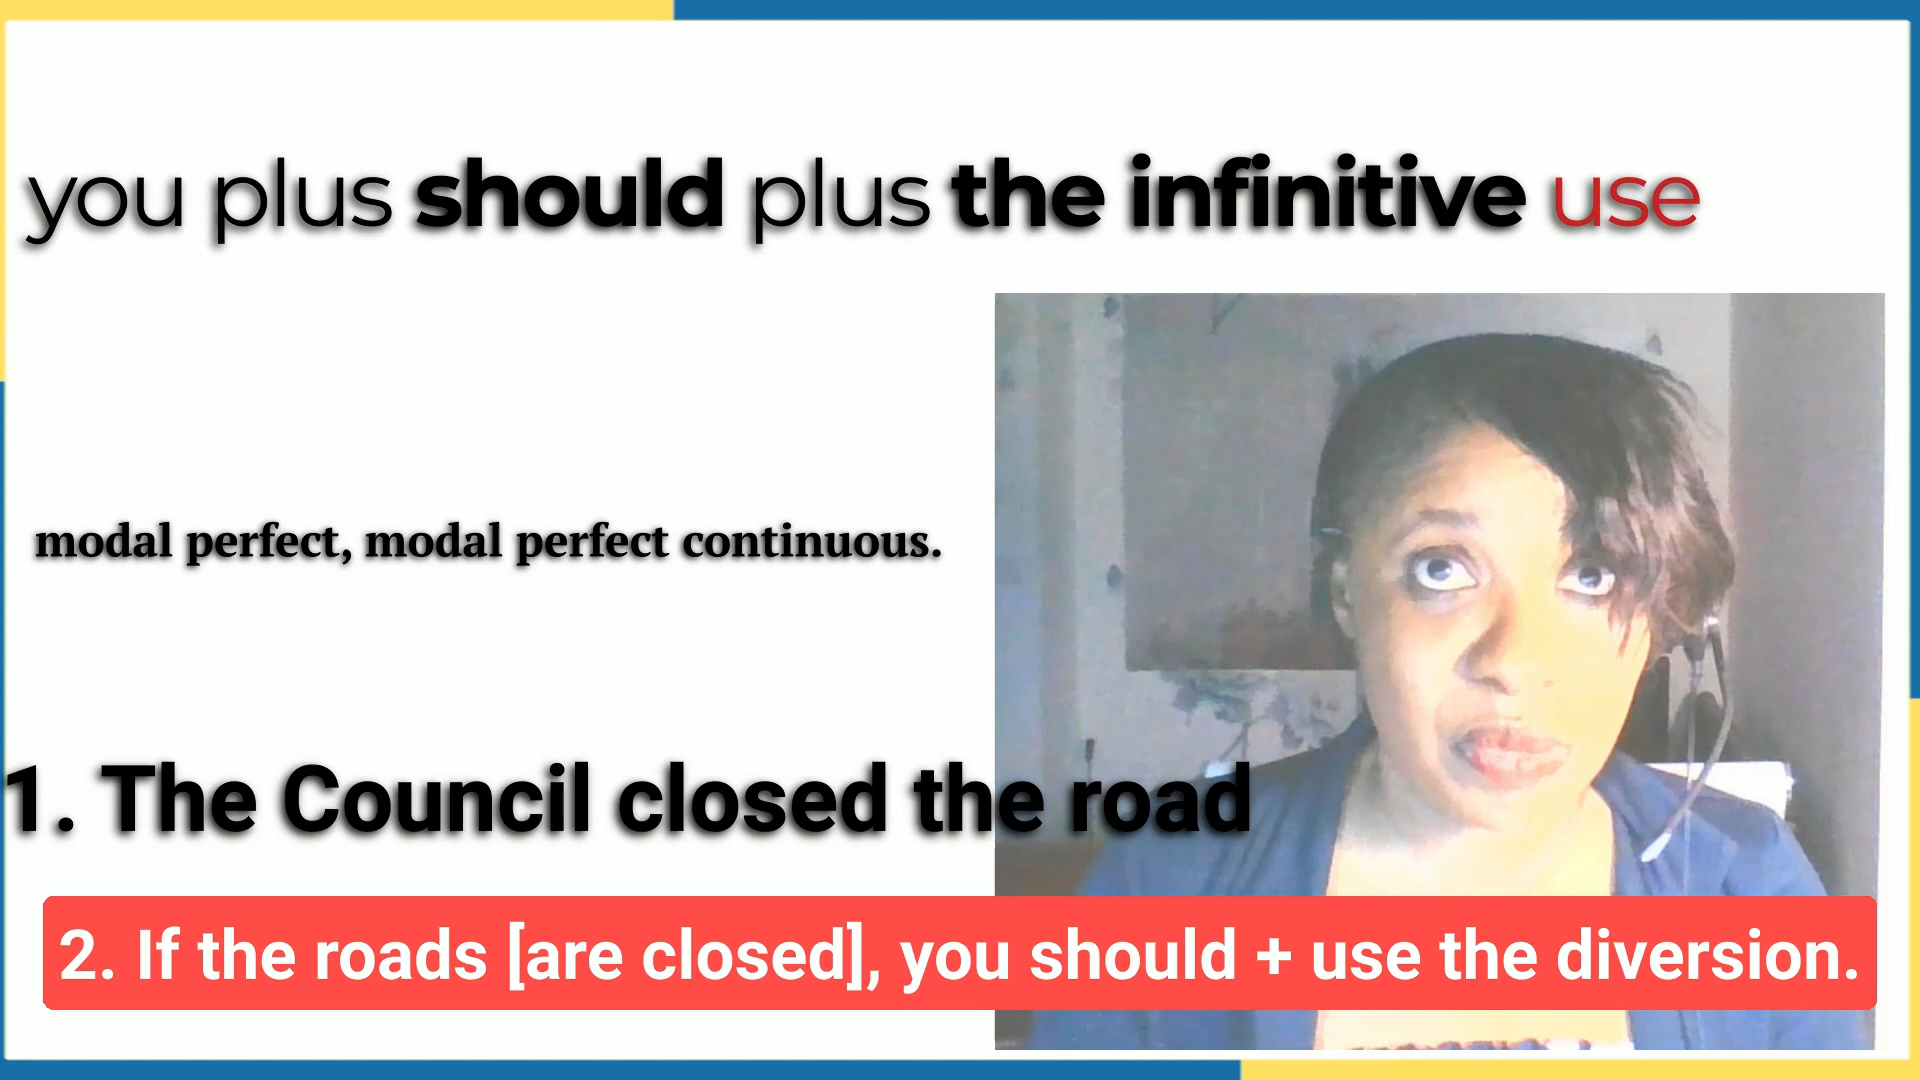 you plus should plus the infinitive use
modal perfect, modal perfect continuous.
1. The Council closed the road
2. If the roads [are closed], you should + use the diversion.